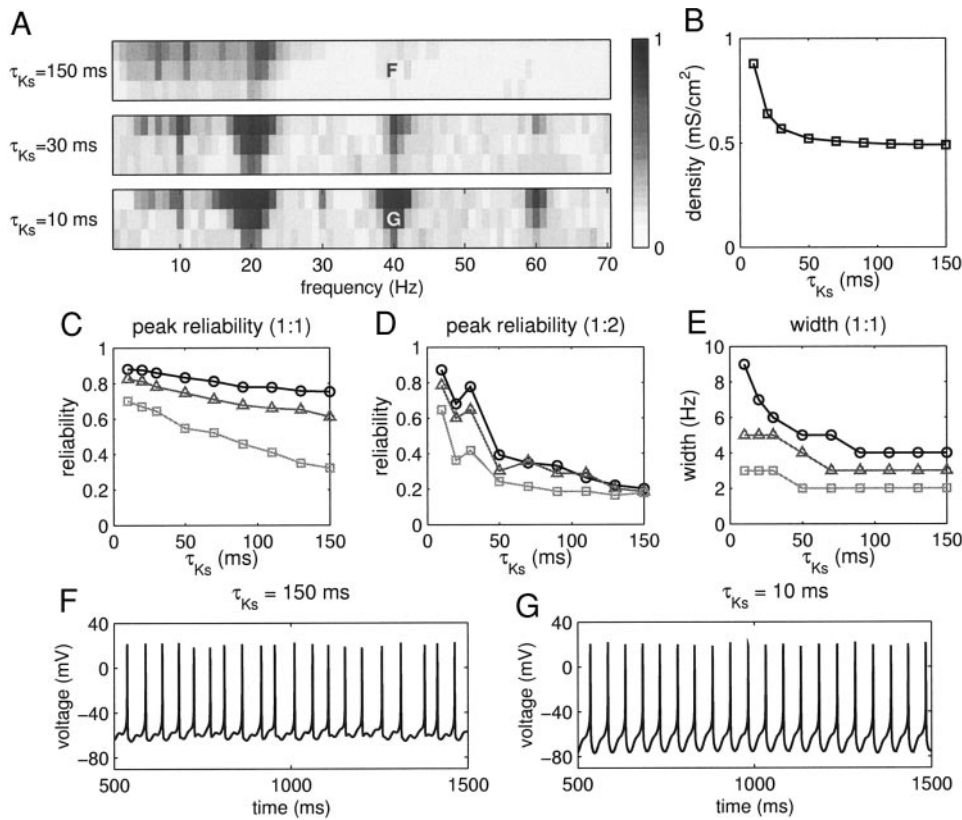 A
τKs=150 ms
F
τKs=30 ms
τKs=10 ms
G
10 20 30 40 50 60 70
frequency (Hz)
1
0
B
1
0.5
0
density (mS/cm²)
0 50 100 150
τKs (ms)
C
peak reliability (1:1)
1
0.8
0.6
0.4
0.2
0
reliability
0 50 100 150
τKs (ms)
D
peak reliability (1:2)
1
0.8
0.6
0.4
0.2
0
reliability
0 50 100 150
τKs (ms)
E
width (1:1)
10
8
6
4
2
0
width (Hz)
0 50 100 150
τKs (ms)
F
τKs = 150 ms
40
0
−40
−80
voltage (mV)
500 1000 1500
time (ms)
G
τKs = 10 ms
40
0
−40
−80
voltage (mV)
500 1000 1500
time (ms)